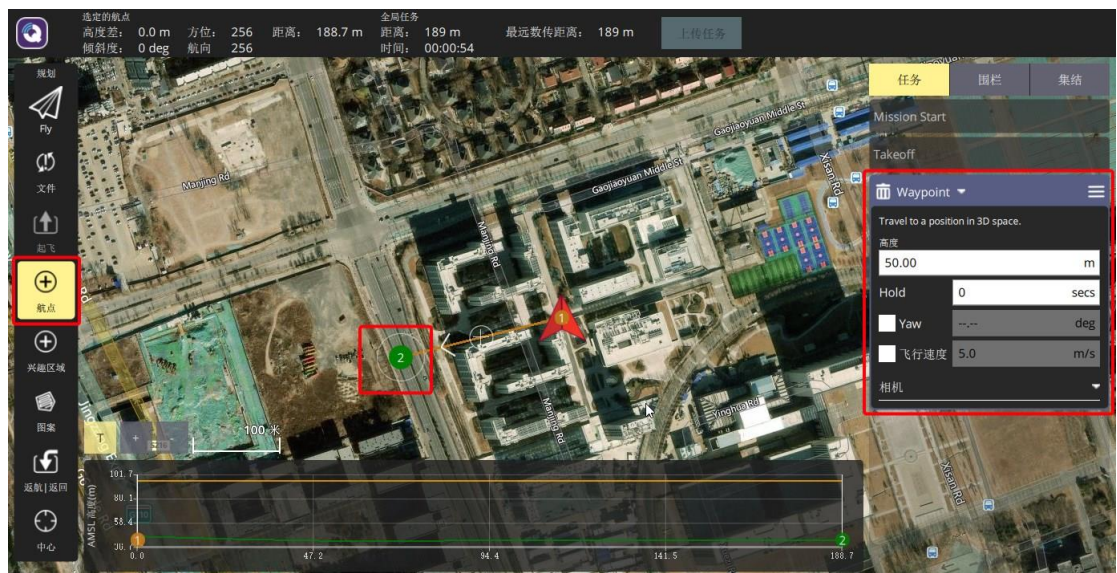 选定的航点
高度差： 0.0 m 方位： 256 距离： 188.7 m
倾斜度： 0 deg 航向 256
全局任务
距离： 189 m 最远数传距离： 189 m
时间： 00:00:54
上传任务
规划
Fly
文件
起飞
航点
兴趣区域
图案
返航|返回
中心
任务 围栏 集结
Mission Start
Takeoff
Waypoint
Travel to a position in 3D space.
高度
50.00 m
Hold 0 secs
Yaw --.-- deg
飞行速度 5.0 m/s
相机
Gaojiaoyuan Middle St
Gaojiaoyuan Middle St
Xisan Rd
Manjing Rd
Manjing Rd
Manjing Rd
Yinghua Rd
Xisan Rd
1
2
T + -
100 米
AMSL 高度(m)
101.7
80.1
58.4
1
2
0.0 47.2 94.4 141.5 188.7